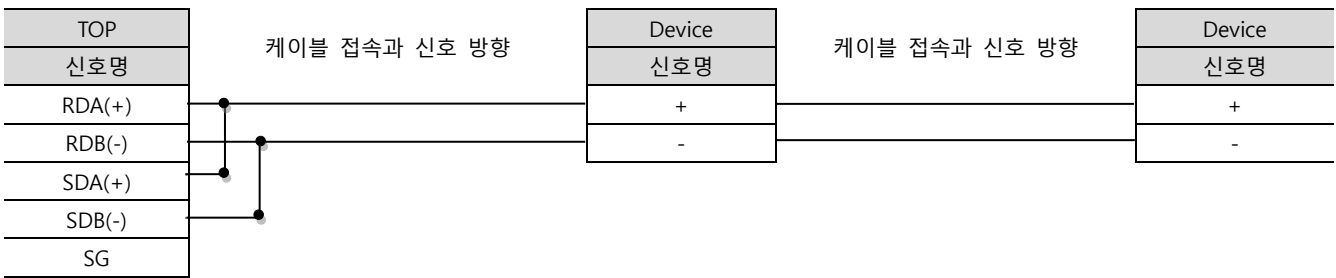 TOP
신호명
RDA(+)
RDB(-)
SDA(+)
SDB(-)
SG
케이블 접속과 신호 방향
Device
신호명
+
-
케이블 접속과 신호 방향
Device
신호명
+
-